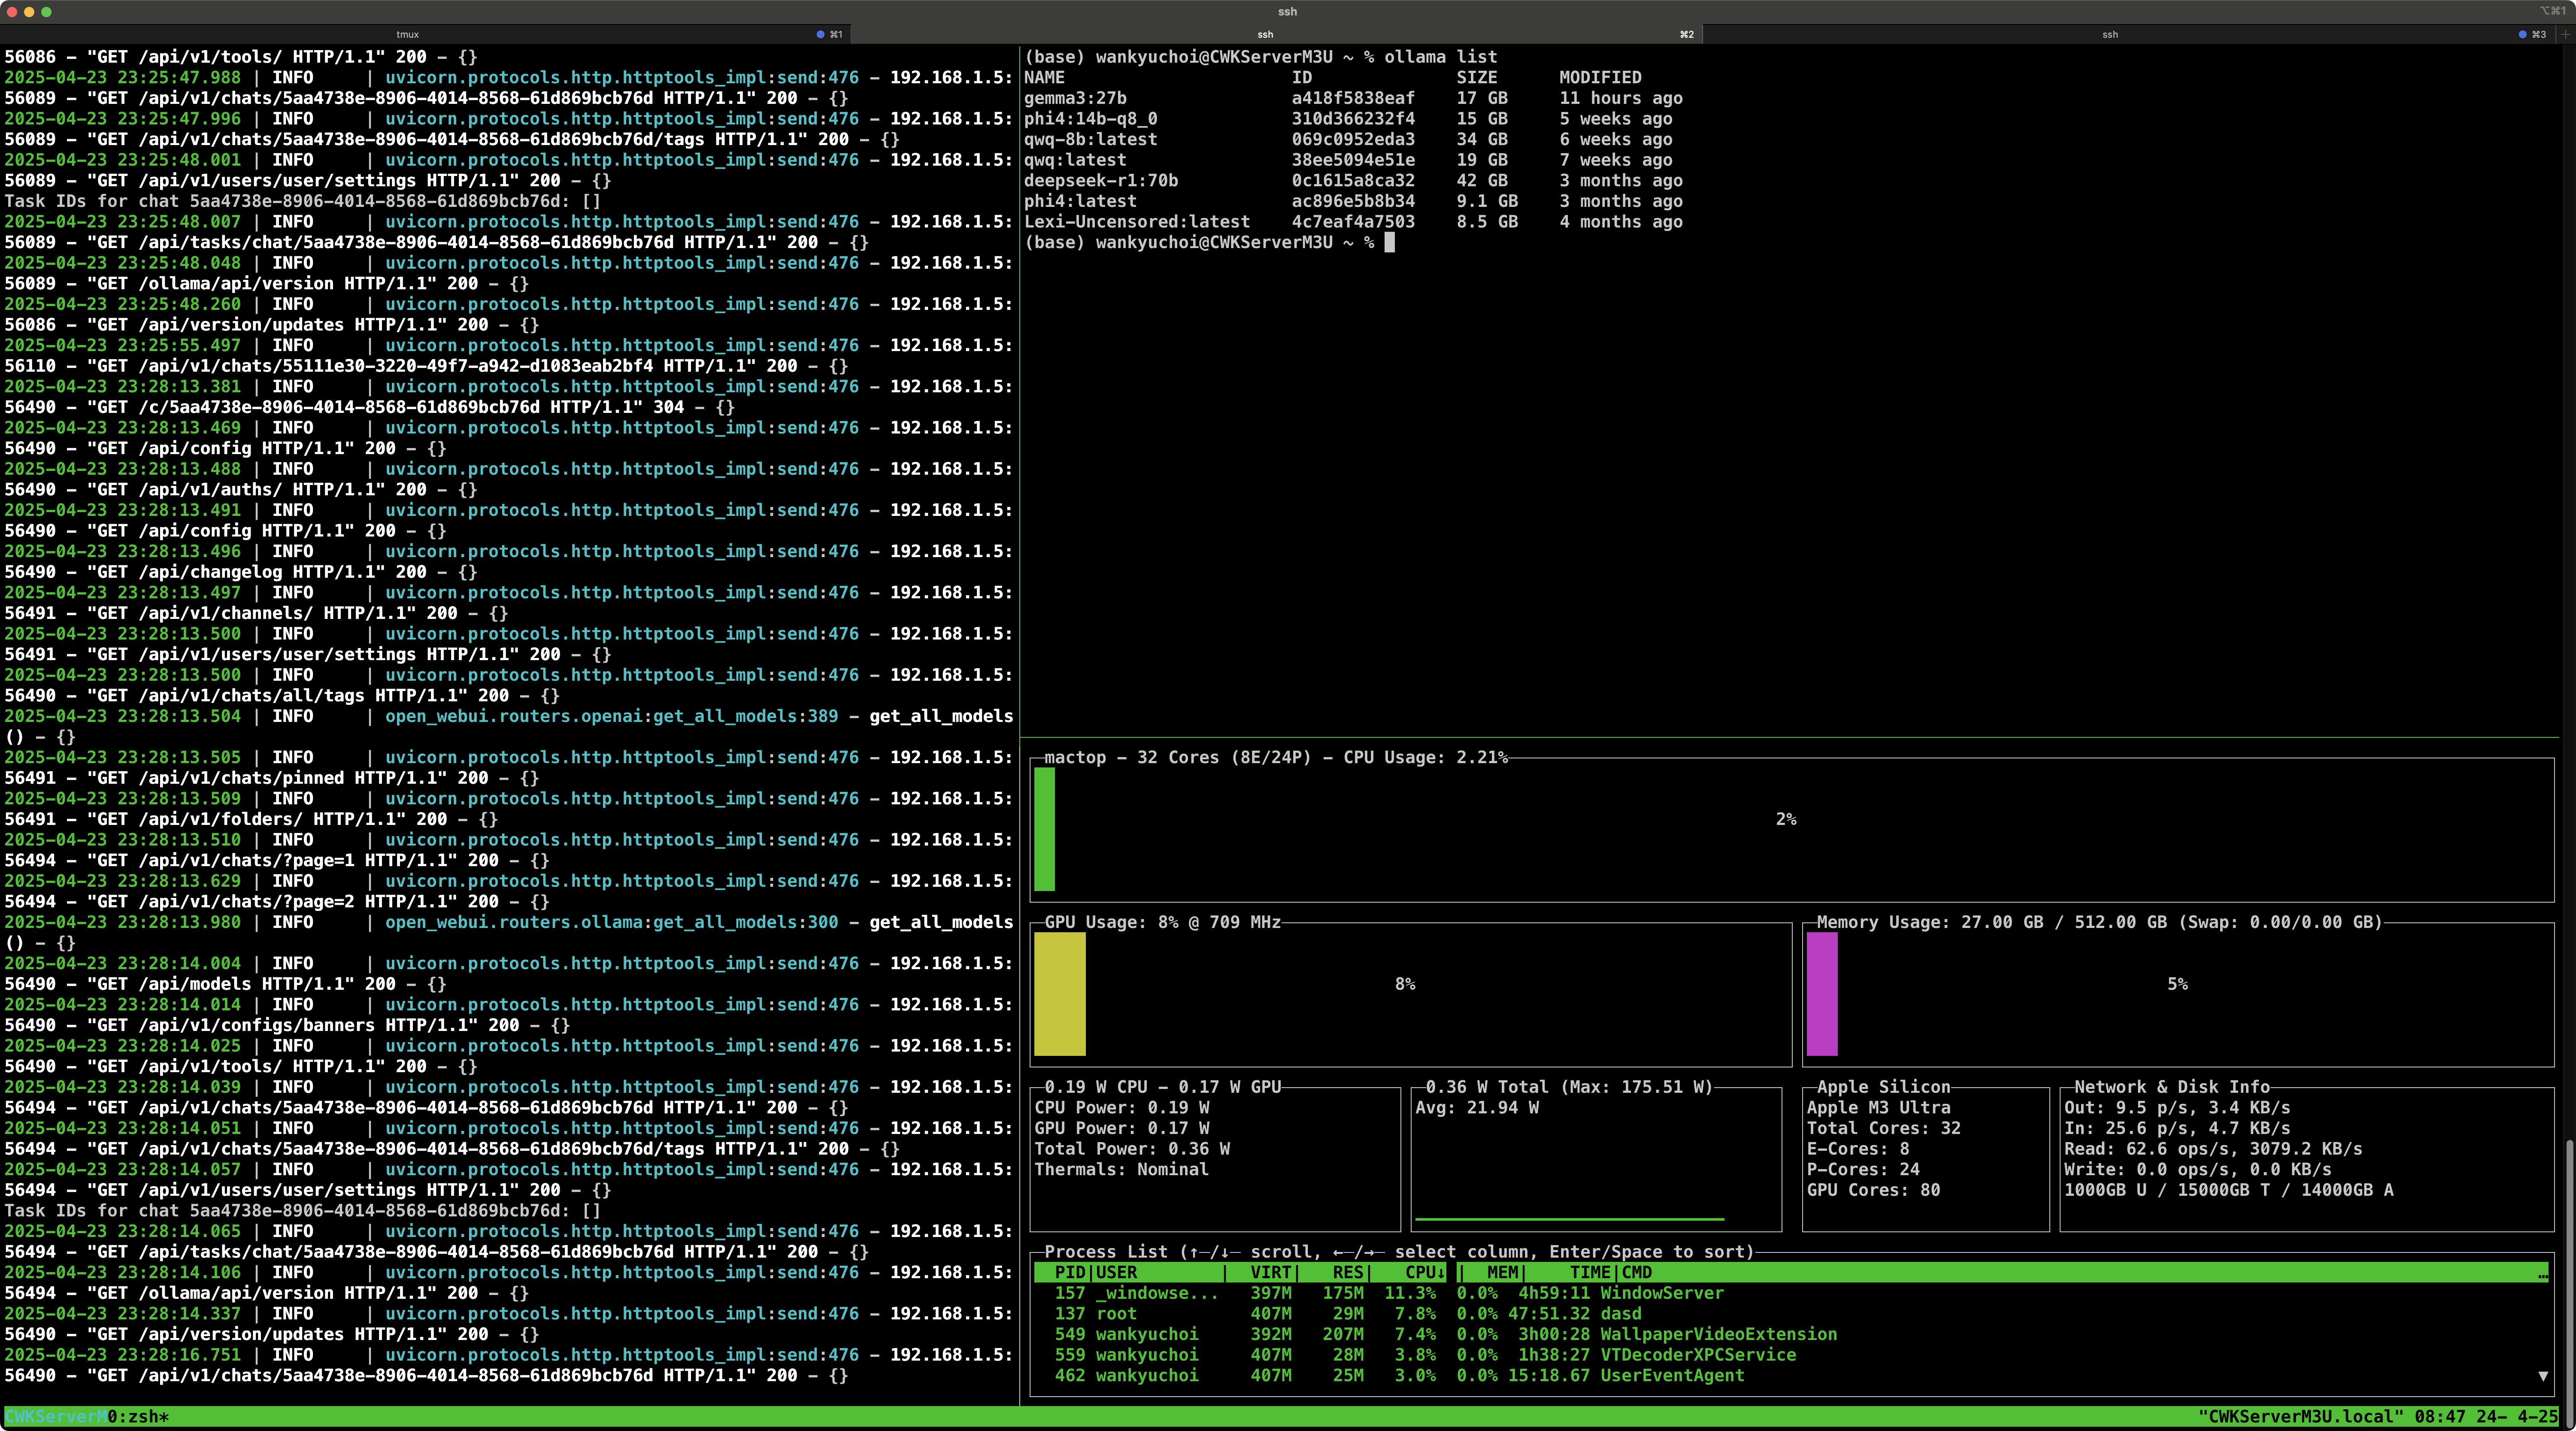 ssh
⌥⌘1
tmux
⌘1
ssh
⌘2
ssh
⌘3
56086 - "GET /api/v1/tools/ HTTP/1.1" 200 - {}
2025-04-23 23:25:47.988 | INFO     | uvicorn.protocols.http.httptools_impl:send:476 - 192.168.1.5:
56089 - "GET /api/v1/chats/5aa4738e-8906-4014-8568-61d869bcb76d HTTP/1.1" 200 - {}
2025-04-23 23:25:47.996 | INFO     | uvicorn.protocols.http.httptools_impl:send:476 - 192.168.1.5:
56089 - "GET /api/v1/chats/5aa4738e-8906-4014-8568-61d869bcb76d/tags HTTP/1.1" 200 - {}
2025-04-23 23:25:48.001 | INFO     | uvicorn.protocols.http.httptools_impl:send:476 - 192.168.1.5:
56089 - "GET /api/v1/users/user/settings HTTP/1.1" 200 - {}
Task IDs for chat 5aa4738e-8906-4014-8568-61d869bcb76d: []
2025-04-23 23:25:48.007 | INFO     | uvicorn.protocols.http.httptools_impl:send:476 - 192.168.1.5:
56089 - "GET /api/tasks/chat/5aa4738e-8906-4014-8568-61d869bcb76d HTTP/1.1" 200 - {}
2025-04-23 23:25:48.048 | INFO     | uvicorn.protocols.http.httptools_impl:send:476 - 192.168.1.5:
56089 - "GET /ollama/api/version HTTP/1.1" 200 - {}
2025-04-23 23:25:48.260 | INFO     | uvicorn.protocols.http.httptools_impl:send:476 - 192.168.1.5:
56086 - "GET /api/version/updates HTTP/1.1" 200 - {}
2025-04-23 23:25:55.497 | INFO     | uvicorn.protocols.http.httptools_impl:send:476 - 192.168.1.5:
56110 - "GET /api/v1/chats/55111e30-3220-49f7-a942-d1083eab2bf4 HTTP/1.1" 200 - {}
2025-04-23 23:28:13.381 | INFO     | uvicorn.protocols.http.httptools_impl:send:476 - 192.168.1.5:
56490 - "GET /c/5aa4738e-8906-4014-8568-61d869bcb76d HTTP/1.1" 304 - {}
2025-04-23 23:28:13.469 | INFO     | uvicorn.protocols.http.httptools_impl:send:476 - 192.168.1.5:
56490 - "GET /api/config HTTP/1.1" 200 - {}
2025-04-23 23:28:13.488 | INFO     | uvicorn.protocols.http.httptools_impl:send:476 - 192.168.1.5:
56490 - "GET /api/v1/auths/ HTTP/1.1" 200 - {}
2025-04-23 23:28:13.491 | INFO     | uvicorn.protocols.http.httptools_impl:send:476 - 192.168.1.5:
56490 - "GET /api/config HTTP/1.1" 200 - {}
2025-04-23 23:28:13.496 | INFO     | uvicorn.protocols.http.httptools_impl:send:476 - 192.168.1.5:
56490 - "GET /api/changelog HTTP/1.1" 200 - {}
2025-04-23 23:28:13.497 | INFO     | uvicorn.protocols.http.httptools_impl:send:476 - 192.168.1.5:
56491 - "GET /api/v1/channels/ HTTP/1.1" 200 - {}
2025-04-23 23:28:13.500 | INFO     | uvicorn.protocols.http.httptools_impl:send:476 - 192.168.1.5:
56491 - "GET /api/v1/users/user/settings HTTP/1.1" 200 - {}
2025-04-23 23:28:13.500 | INFO     | uvicorn.protocols.http.httptools_impl:send:476 - 192.168.1.5:
56490 - "GET /api/v1/chats/all/tags HTTP/1.1" 200 - {}
2025-04-23 23:28:13.504 | INFO     | open_webui.routers.openai:get_all_models:389 - get_all_models
() - {}
2025-04-23 23:28:13.505 | INFO     | uvicorn.protocols.http.httptools_impl:send:476 - 192.168.1.5:
56491 - "GET /api/v1/chats/pinned HTTP/1.1" 200 - {}
2025-04-23 23:28:13.509 | INFO     | uvicorn.protocols.http.httptools_impl:send:476 - 192.168.1.5:
56491 - "GET /api/v1/folders/ HTTP/1.1" 200 - {}
2025-04-23 23:28:13.510 | INFO     | uvicorn.protocols.http.httptools_impl:send:476 - 192.168.1.5:
56494 - "GET /api/v1/chats/?page=1 HTTP/1.1" 200 - {}
2025-04-23 23:28:13.629 | INFO     | uvicorn.protocols.http.httptools_impl:send:476 - 192.168.1.5:
56494 - "GET /api/v1/chats/?page=2 HTTP/1.1" 200 - {}
2025-04-23 23:28:13.980 | INFO     | open_webui.routers.ollama:get_all_models:300 - get_all_models
() - {}
2025-04-23 23:28:14.004 | INFO     | uvicorn.protocols.http.httptools_impl:send:476 - 192.168.1.5:
56490 - "GET /api/models HTTP/1.1" 200 - {}
2025-04-23 23:28:14.014 | INFO     | uvicorn.protocols.http.httptools_impl:send:476 - 192.168.1.5:
56490 - "GET /api/v1/configs/banners HTTP/1.1" 200 - {}
2025-04-23 23:28:14.025 | INFO     | uvicorn.protocols.http.httptools_impl:send:476 - 192.168.1.5:
56490 - "GET /api/v1/tools/ HTTP/1.1" 200 - {}
2025-04-23 23:28:14.039 | INFO     | uvicorn.protocols.http.httptools_impl:send:476 - 192.168.1.5:
56494 - "GET /api/v1/chats/5aa4738e-8906-4014-8568-61d869bcb76d HTTP/1.1" 200 - {}
2025-04-23 23:28:14.051 | INFO     | uvicorn.protocols.http.httptools_impl:send:476 - 192.168.1.5:
56494 - "GET /api/v1/chats/5aa4738e-8906-4014-8568-61d869bcb76d/tags HTTP/1.1" 200 - {}
2025-04-23 23:28:14.057 | INFO     | uvicorn.protocols.http.httptools_impl:send:476 - 192.168.1.5:
56494 - "GET /api/v1/users/user/settings HTTP/1.1" 200 - {}
Task IDs for chat 5aa4738e-8906-4014-8568-61d869bcb76d: []
2025-04-23 23:28:14.065 | INFO     | uvicorn.protocols.http.httptools_impl:send:476 - 192.168.1.5:
56494 - "GET /api/tasks/chat/5aa4738e-8906-4014-8568-61d869bcb76d HTTP/1.1" 200 - {}
2025-04-23 23:28:14.106 | INFO     | uvicorn.protocols.http.httptools_impl:send:476 - 192.168.1.5:
56494 - "GET /ollama/api/version HTTP/1.1" 200 - {}
2025-04-23 23:28:14.337 | INFO     | uvicorn.protocols.http.httptools_impl:send:476 - 192.168.1.5:
56490 - "GET /api/version/updates HTTP/1.1" 200 - {}
2025-04-23 23:28:16.751 | INFO     | uvicorn.protocols.http.httptools_impl:send:476 - 192.168.1.5:
56490 - "GET /api/v1/chats/5aa4738e-8906-4014-8568-61d869bcb76d HTTP/1.1" 200 - {}
(base) wankyuchoi@CWKServerM3U ~ % ollama list
NAME ID SIZE MODIFIED
gemma3:27b a418f5838eaf 17 GB 11 hours ago
phi4:14b-q8_0 310d366232f4 15 GB 5 weeks ago
qwq-8b:latest 069c0952eda3 34 GB 6 weeks ago
qwq:latest 38ee5094e51e 19 GB 7 weeks ago
deepseek-r1:70b 0c1615a8ca32 42 GB 3 months ago
phi4:latest ac896e5b8b34 9.1 GB 3 months ago
Lexi-Uncensored:latest 4c7eaf4a7503 8.5 GB 4 months ago
(base) wankyuchoi@CWKServerM3U ~ %
mactop - 32 Cores (8E/24P) - CPU Usage: 2.21%
2%
GPU Usage: 8% @ 709 MHz
8%
Memory Usage: 27.00 GB / 512.00 GB (Swap: 0.00/0.00 GB)
5%
0.19 W CPU - 0.17 W GPU
CPU Power: 0.19 W
GPU Power: 0.17 W
Total Power: 0.36 W
Thermals: Nominal
0.36 W Total (Max: 175.51 W)
Avg: 21.94 W
Apple Silicon
Apple M3 Ultra
Total Cores: 32
E-Cores: 8
P-Cores: 24
GPU Cores: 80
Network & Disk Info
Out: 9.5 p/s, 3.4 KB/s
In: 25.6 p/s, 4.7 KB/s
Read: 62.6 ops/s, 3079.2 KB/s
Write: 0.0 ops/s, 0.0 KB/s
1000GB U / 15000GB T / 14000GB A
Process List (↑/↓ scroll, ←/→ select column, Enter/Space to sort)
PID|USER | VIRT| RES| CPU↓ | MEM| TIME|CMD …
157 _windowse... 397M 175M 11.3% 0.0% 4h59:11 WindowServer
137 root 407M 29M 7.8% 0.0% 47:51.32 dasd
549 wankyuchoi 392M 207M 7.4% 0.0% 3h00:28 WallpaperVideoExtension
559 wankyuchoi 407M 28M 3.8% 0.0% 1h38:27 VTDecoderXPCService
462 wankyuchoi 407M 25M 3.0% 0.0% 15:18.67 UserEventAgent
CWKServerM0:zsh* "CWKServerM3U.local" 08:47 24- 4-25